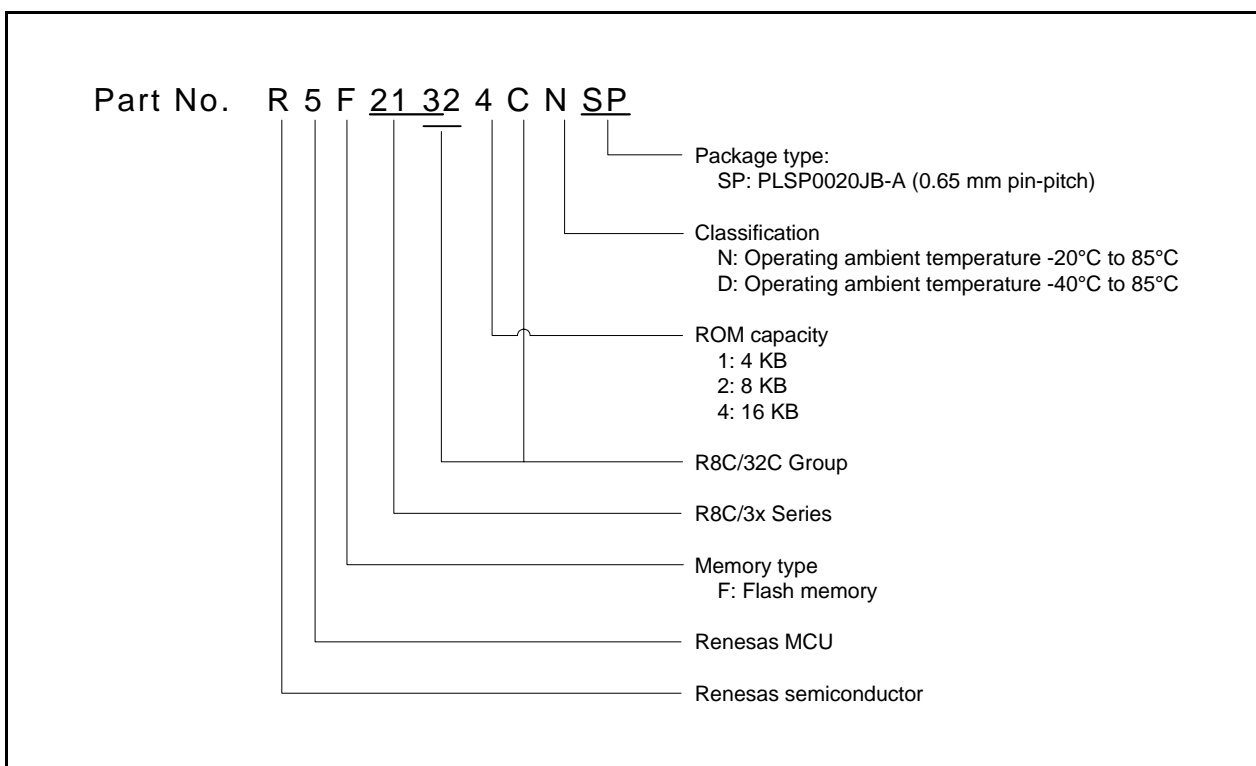 Part No. R 5 F 21 32 4 C N SP
Package type:
SP: PLSP0020JB-A (0.65 mm pin-pitch)
Classification
N: Operating ambient temperature -20°C to 85°C
D: Operating ambient temperature -40°C to 85°C
ROM capacity
1: 4 KB
2: 8 KB
4: 16 KB
R8C/32C Group
R8C/3x Series
Memory type
F: Flash memory
Renesas MCU
Renesas semiconductor